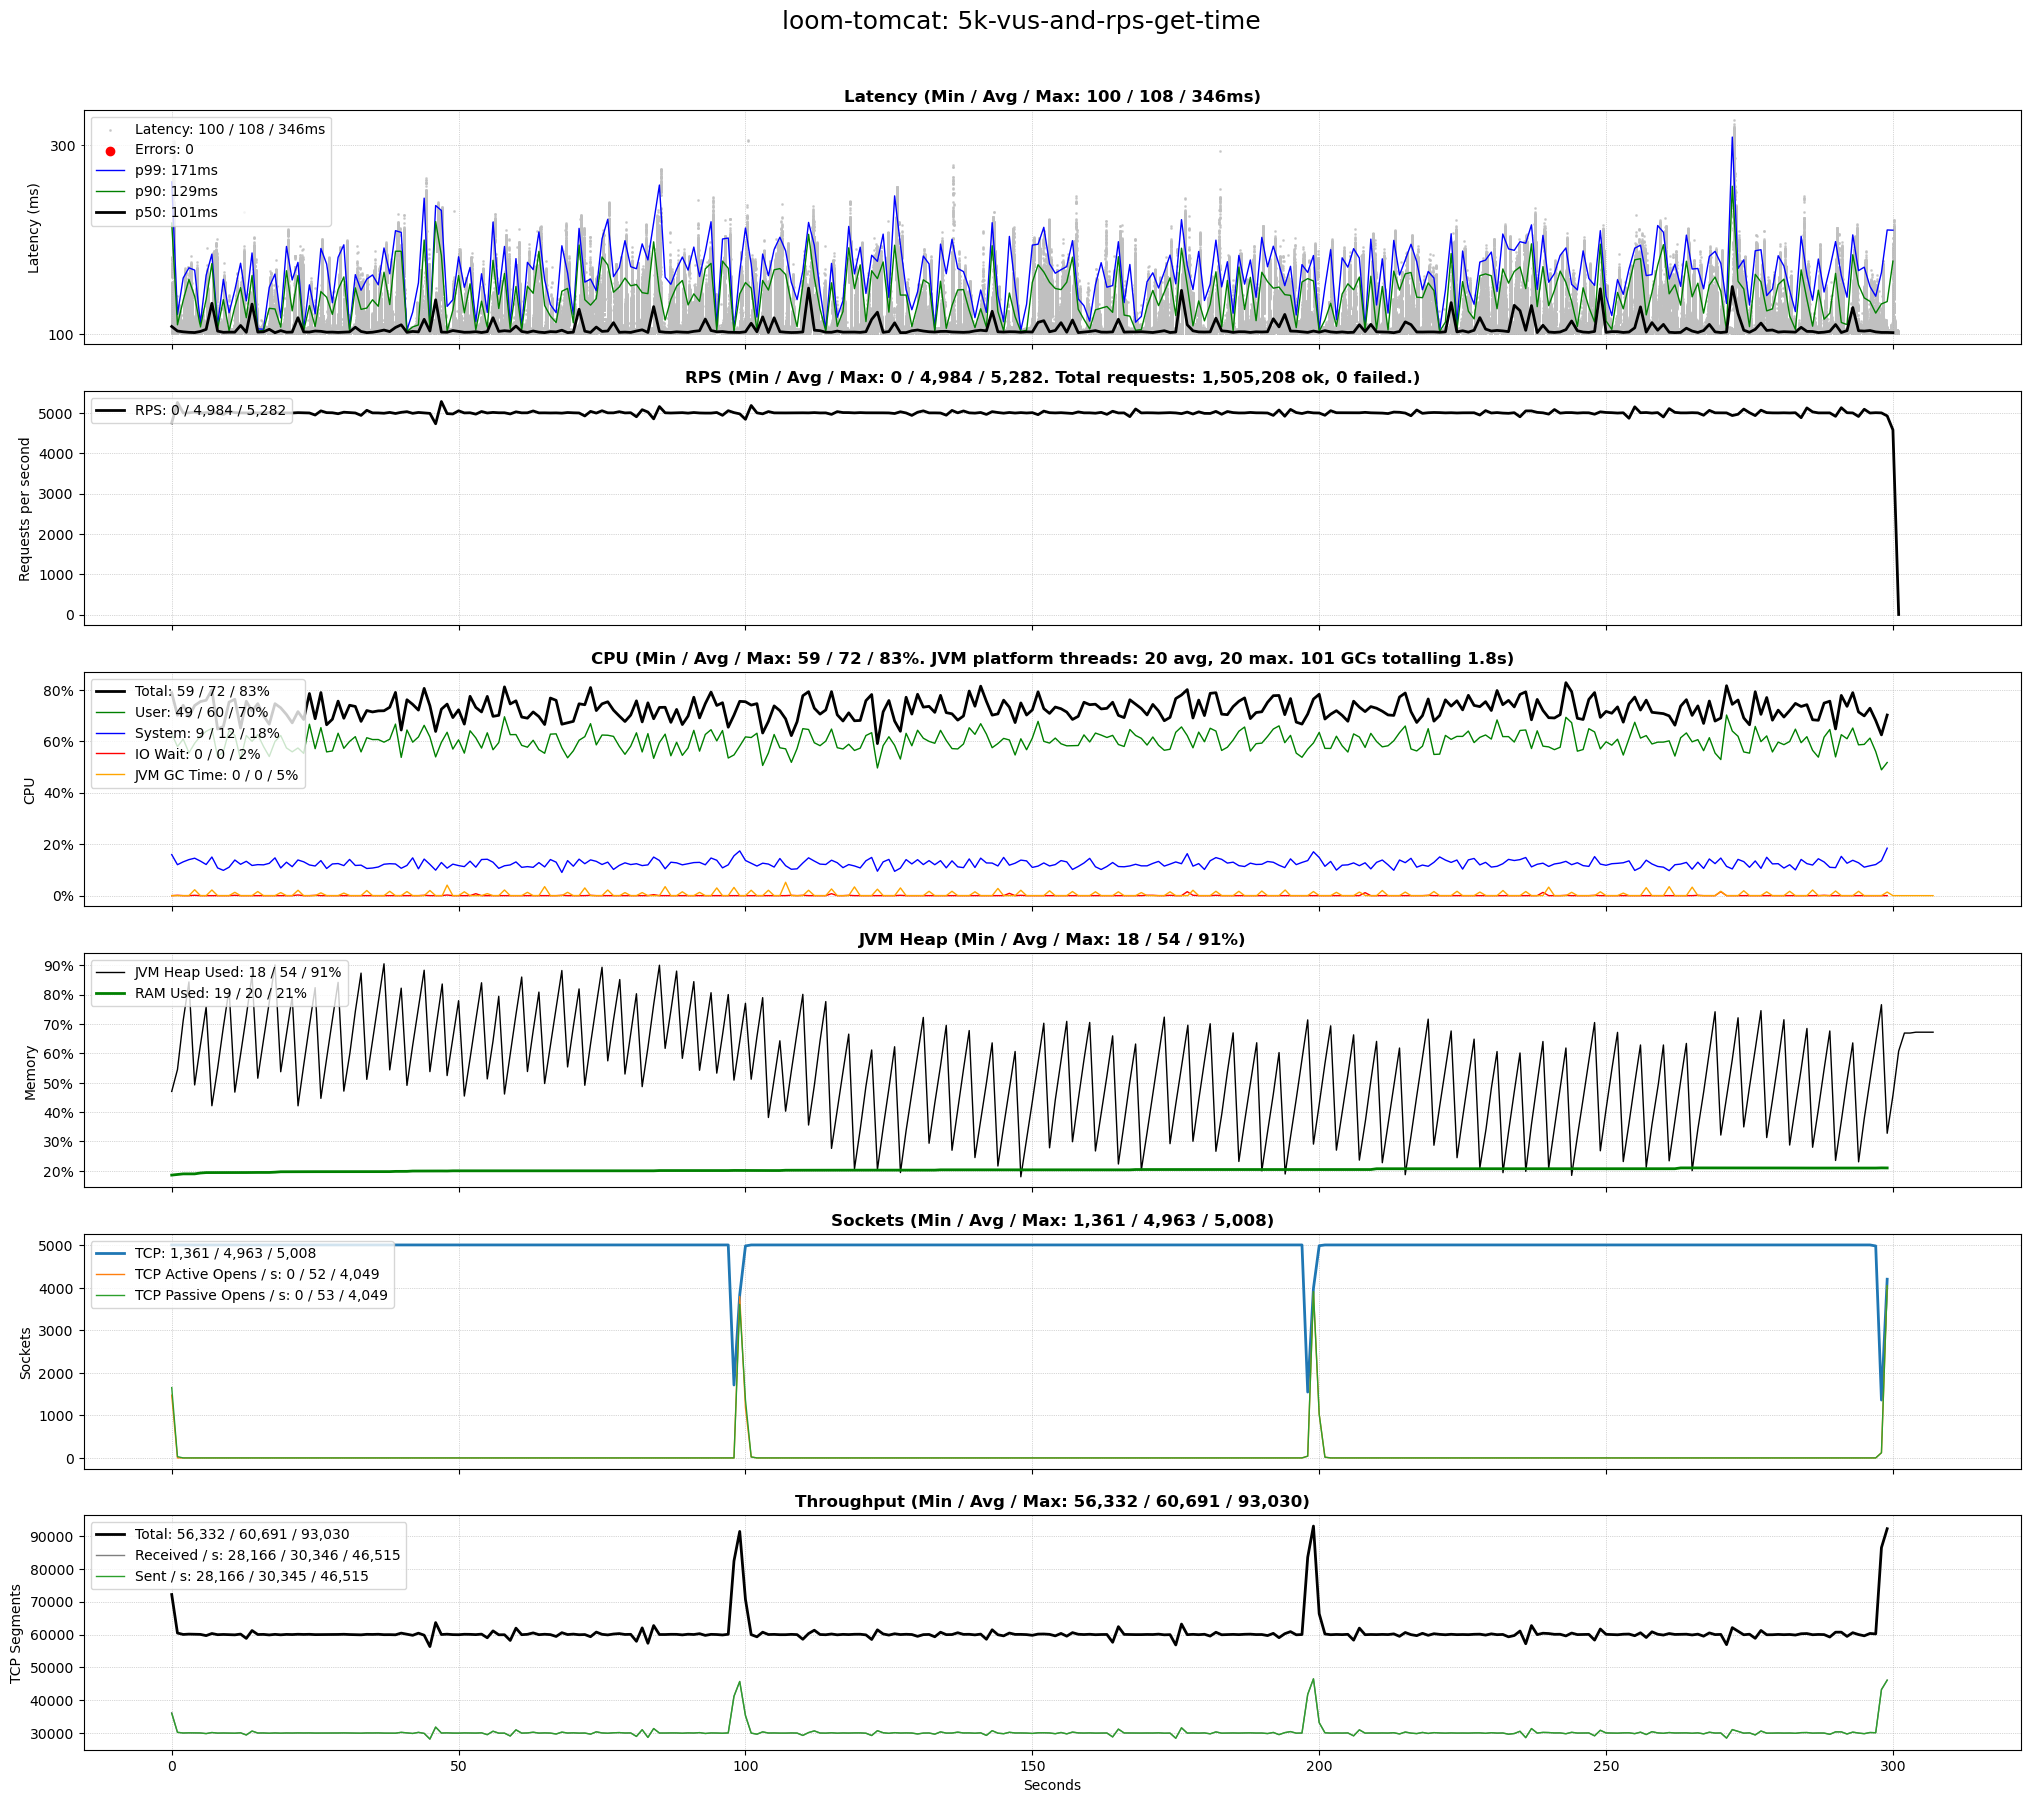 loom-tomcat: 5k-vus-and-rps-get-time
Latency (Min / Avg / Max: 100 / 108 / 346ms)
Latency (ms)
300
100
Latency: 100 / 108 / 346ms
Errors: 0
p99: 171ms
p90: 129ms
p50: 101ms
RPS (Min / Avg / Max: 0 / 4,984 / 5,282. Total requests: 1,505,208 ok, 0 failed.)
Requests per second
5000
4000
3000
2000
1000
0
RPS: 0 / 4,984 / 5,282
CPU (Min / Avg / Max: 59 / 72 / 83%. JVM platform threads: 20 avg, 20 max. 101 GCs totalling 1.8s)
CPU
80%
60%
40%
20%
0%
Total: 59 / 72 / 83%
User: 49 / 60 / 70%
System: 9 / 12 / 18%
IO Wait: 0 / 0 / 2%
JVM GC Time: 0 / 0 / 5%
JVM Heap (Min / Avg / Max: 18 / 54 / 91%)
Memory
90%
80%
70%
60%
50%
40%
30%
20%
JVM Heap Used: 18 / 54 / 91%
RAM Used: 19 / 20 / 21%
Sockets (Min / Avg / Max: 1,361 / 4,963 / 5,008)
Sockets
5000
4000
3000
2000
1000
0
TCP: 1,361 / 4,963 / 5,008
TCP Active Opens / s: 0 / 52 / 4,049
TCP Passive Opens / s: 0 / 53 / 4,049
Throughput (Min / Avg / Max: 56,332 / 60,691 / 93,030)
TCP Segments
90000
80000
70000
60000
50000
40000
30000
Total: 56,332 / 60,691 / 93,030
Received / s: 28,166 / 30,346 / 46,515
Sent / s: 28,166 / 30,345 / 46,515
0
50
100
150
200
250
300
Seconds